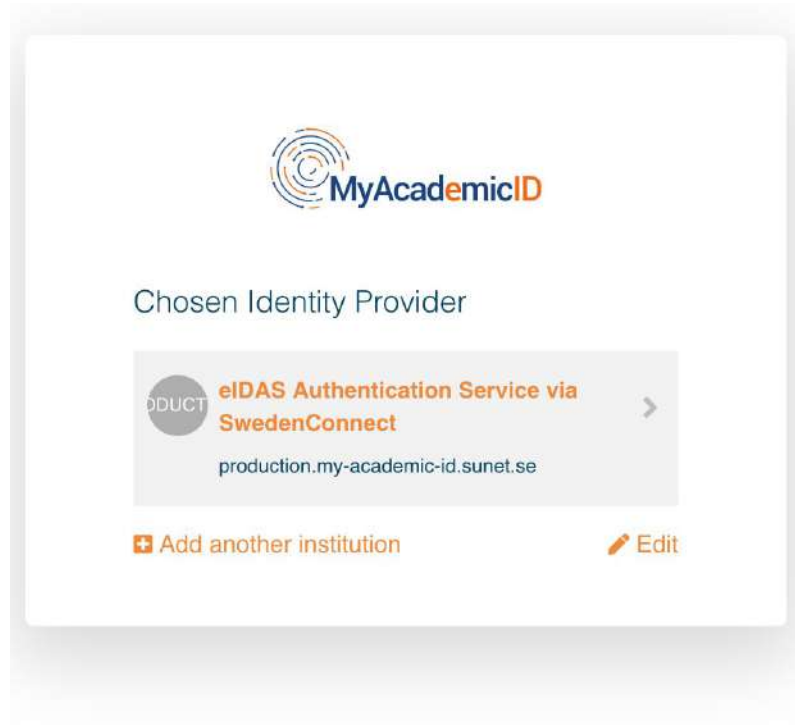 MyAcademicID
Chosen Identity Provider
ODUCT
eIDAS Authentication Service via
SwedenConnect
production.my-academic-id.sunet.se
Add another institution
Edit